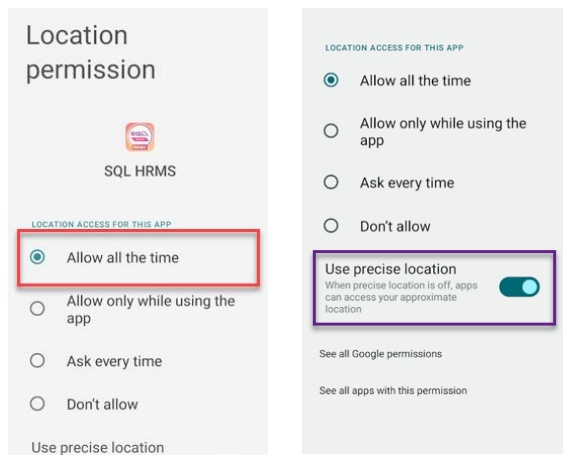 Location
permission
SQL HRMS
LOCATION ACCESS FOR THIS APP
Allow all the time
Allow only while using the
app
Ask every time
Don't allow
Use precise location
LOCATION ACCESS FOR THIS APP
Allow all the time
Allow only while using the
app
Ask every time
Don't allow
Use precise location
When precise location is off, apps
can access your approximate
location
See all Google permissions
See all apps with this permission